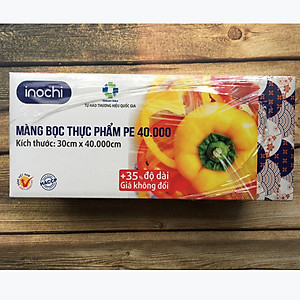 inochi
TỰ HÀO THƯƠNG HIỆU QUỐC GIA
MÀNG BỌC THỰC PHẨM PE 40.000
Kích thước: 30cm x 40.000cm
+35% độ dài
Giá không đổi
HACCP